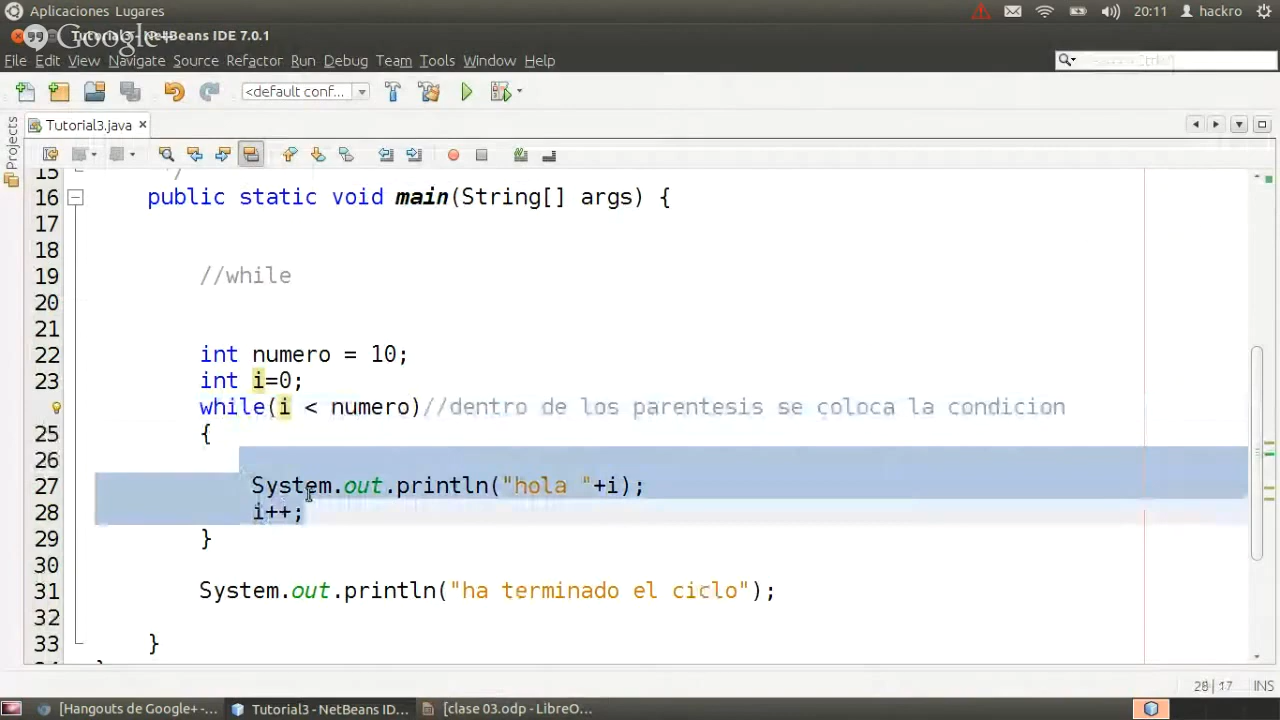 Aplicaciones Lugares
20:11 hackro
Google+
Tutorial3 - NetBeans IDE 7.0.1
File Edit View Navigate Source Refactor Run Debug Team Tools Window Help
<default conf...
Projects
Tutorial3.java
15 */
16 public static void main(String[] args) {
17
18
19 //while
20
21
22 int numero = 10;
23 int i=0;
while(i < numero)//dentro de los parentesis se coloca la condicion
25 {
26
27 System.out.println("hola "+i);
28 i++;
29 }
30
31 System.out.println("ha terminado el ciclo");
32
33 }
28 | 17 INS
[Hangouts de Google+ -... Tutorial3 - NetBeans ID... [clase 03.odp - LibreO...